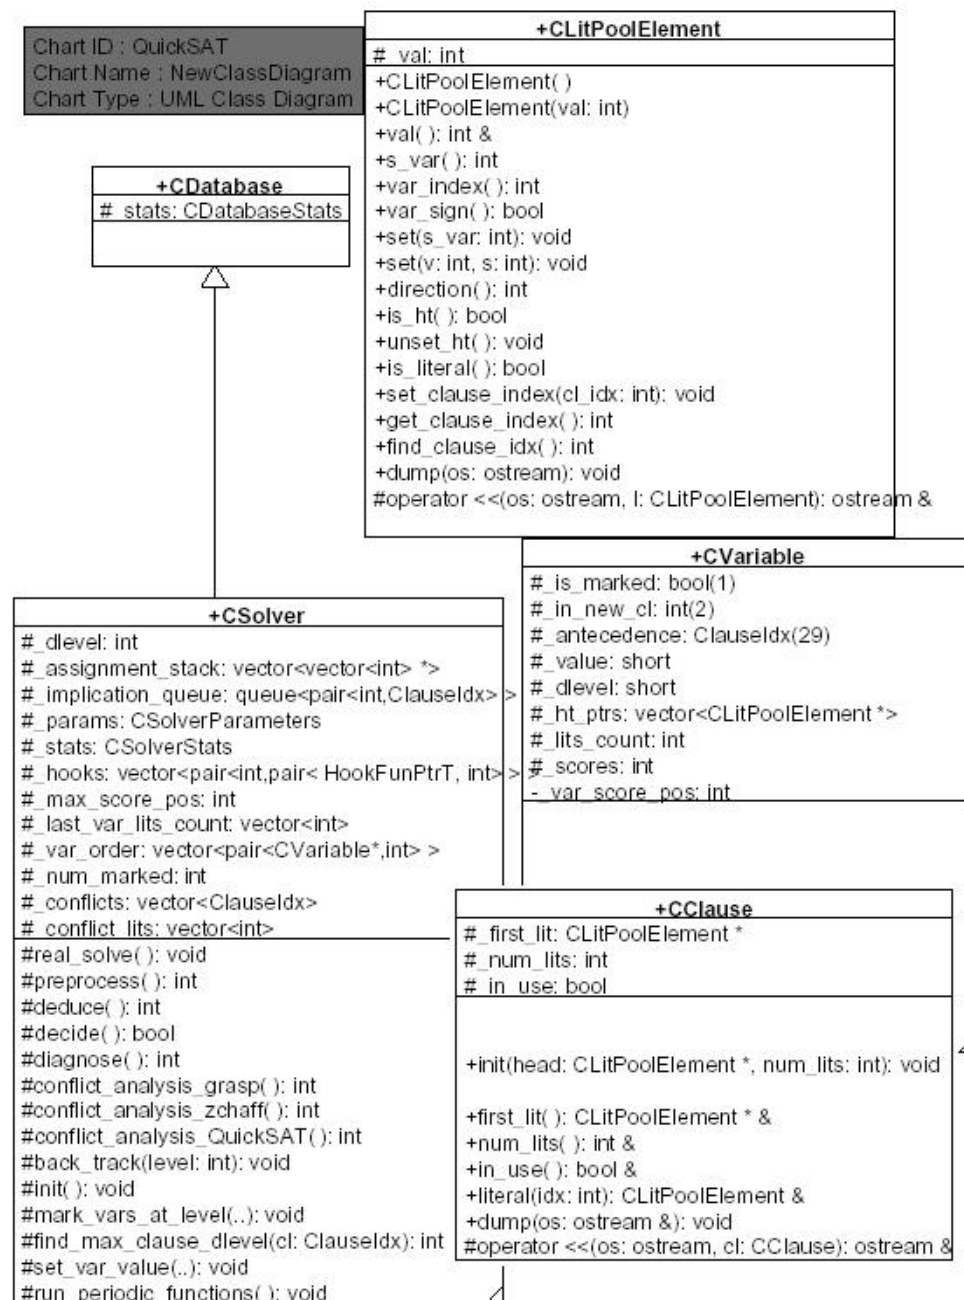 Chart ID : QuickSAT
Chart Name : NewClassDiagram
Chart Type : UML Class Diagram
+CLitPoolElement
#_val: int
+CLitPoolElement( )
+CLitPoolElement(val: int)
+val( ): int &
+s_var( ): int
+var_index( ): int
+var_sign( ): bool
+set(s_var: int): void
+set(v: int, s: int): void
+direction( ): int
+is_ht( ): bool
+unset_ht( ): void
+is_literal( ): bool
+set_clause_index(cl_idx: int): void
+get_clause_index( ): int
+find_clause_idx( ): int
+dump(os: ostream): void
#operator <<(os: ostream, l: CLitPoolElement): ostream &
+CDatabase
#_stats: CDatabaseStats
+CVariable
#_is_marked: bool(1)
#_in_new_cl: int(2)
#_antecedence: ClauseIdx(29)
#_value: short
#_dlevel: short
#_ht_ptrs: vector<CLitPoolElement *>
#_lits_count: int
#_scores: int
-_var_score_pos: int
+CSolver
#_dlevel: int
#_assignment_stack: vector<vector<int> *>
#_implication_queue: queue<pair<int,ClauseIdx> >
#_params: CSolverParameters
#_stats: CSolverStats
#_hooks: vector<pair<int,pair< HookFunPtrT, int> > >
#_max_score_pos: int
#_last_var_lits_count: vector<int>
#_var_order: vector<pair<CVariable*,int> >
#_num_marked: int
#_conflicts: vector<ClauseIdx>
#_conflict_lits: vector<int>
#real_solve( ): void
#preprocess( ): int
#deduce( ): int
#decide( ): bool
#diagnose( ): int
#conflict_analysis_grasp( ): int
#conflict_analysis_zchaff( ): int
#conflict_analysis_QuickSAT( ): int
#back_track(level: int): void
#init( ): void
#mark_vars_at_level(..): void
#find_max_clause_dlevel(cl: ClauseIdx): int
#set_var_value(..): void
#run_periodic_functions( ): void
+CClause
#_first_lit: CLitPoolElement *
#_num_lits: int
#_in_use: bool
+init(head: CLitPoolElement *, num_lits: int): void
+first_lit( ): CLitPoolElement * &
+num_lits( ): int &
+in_use( ): bool &
+literal(idx: int): CLitPoolElement &
+dump(os: ostream &): void
#operator <<(os: ostream, cl: CClause): ostream &